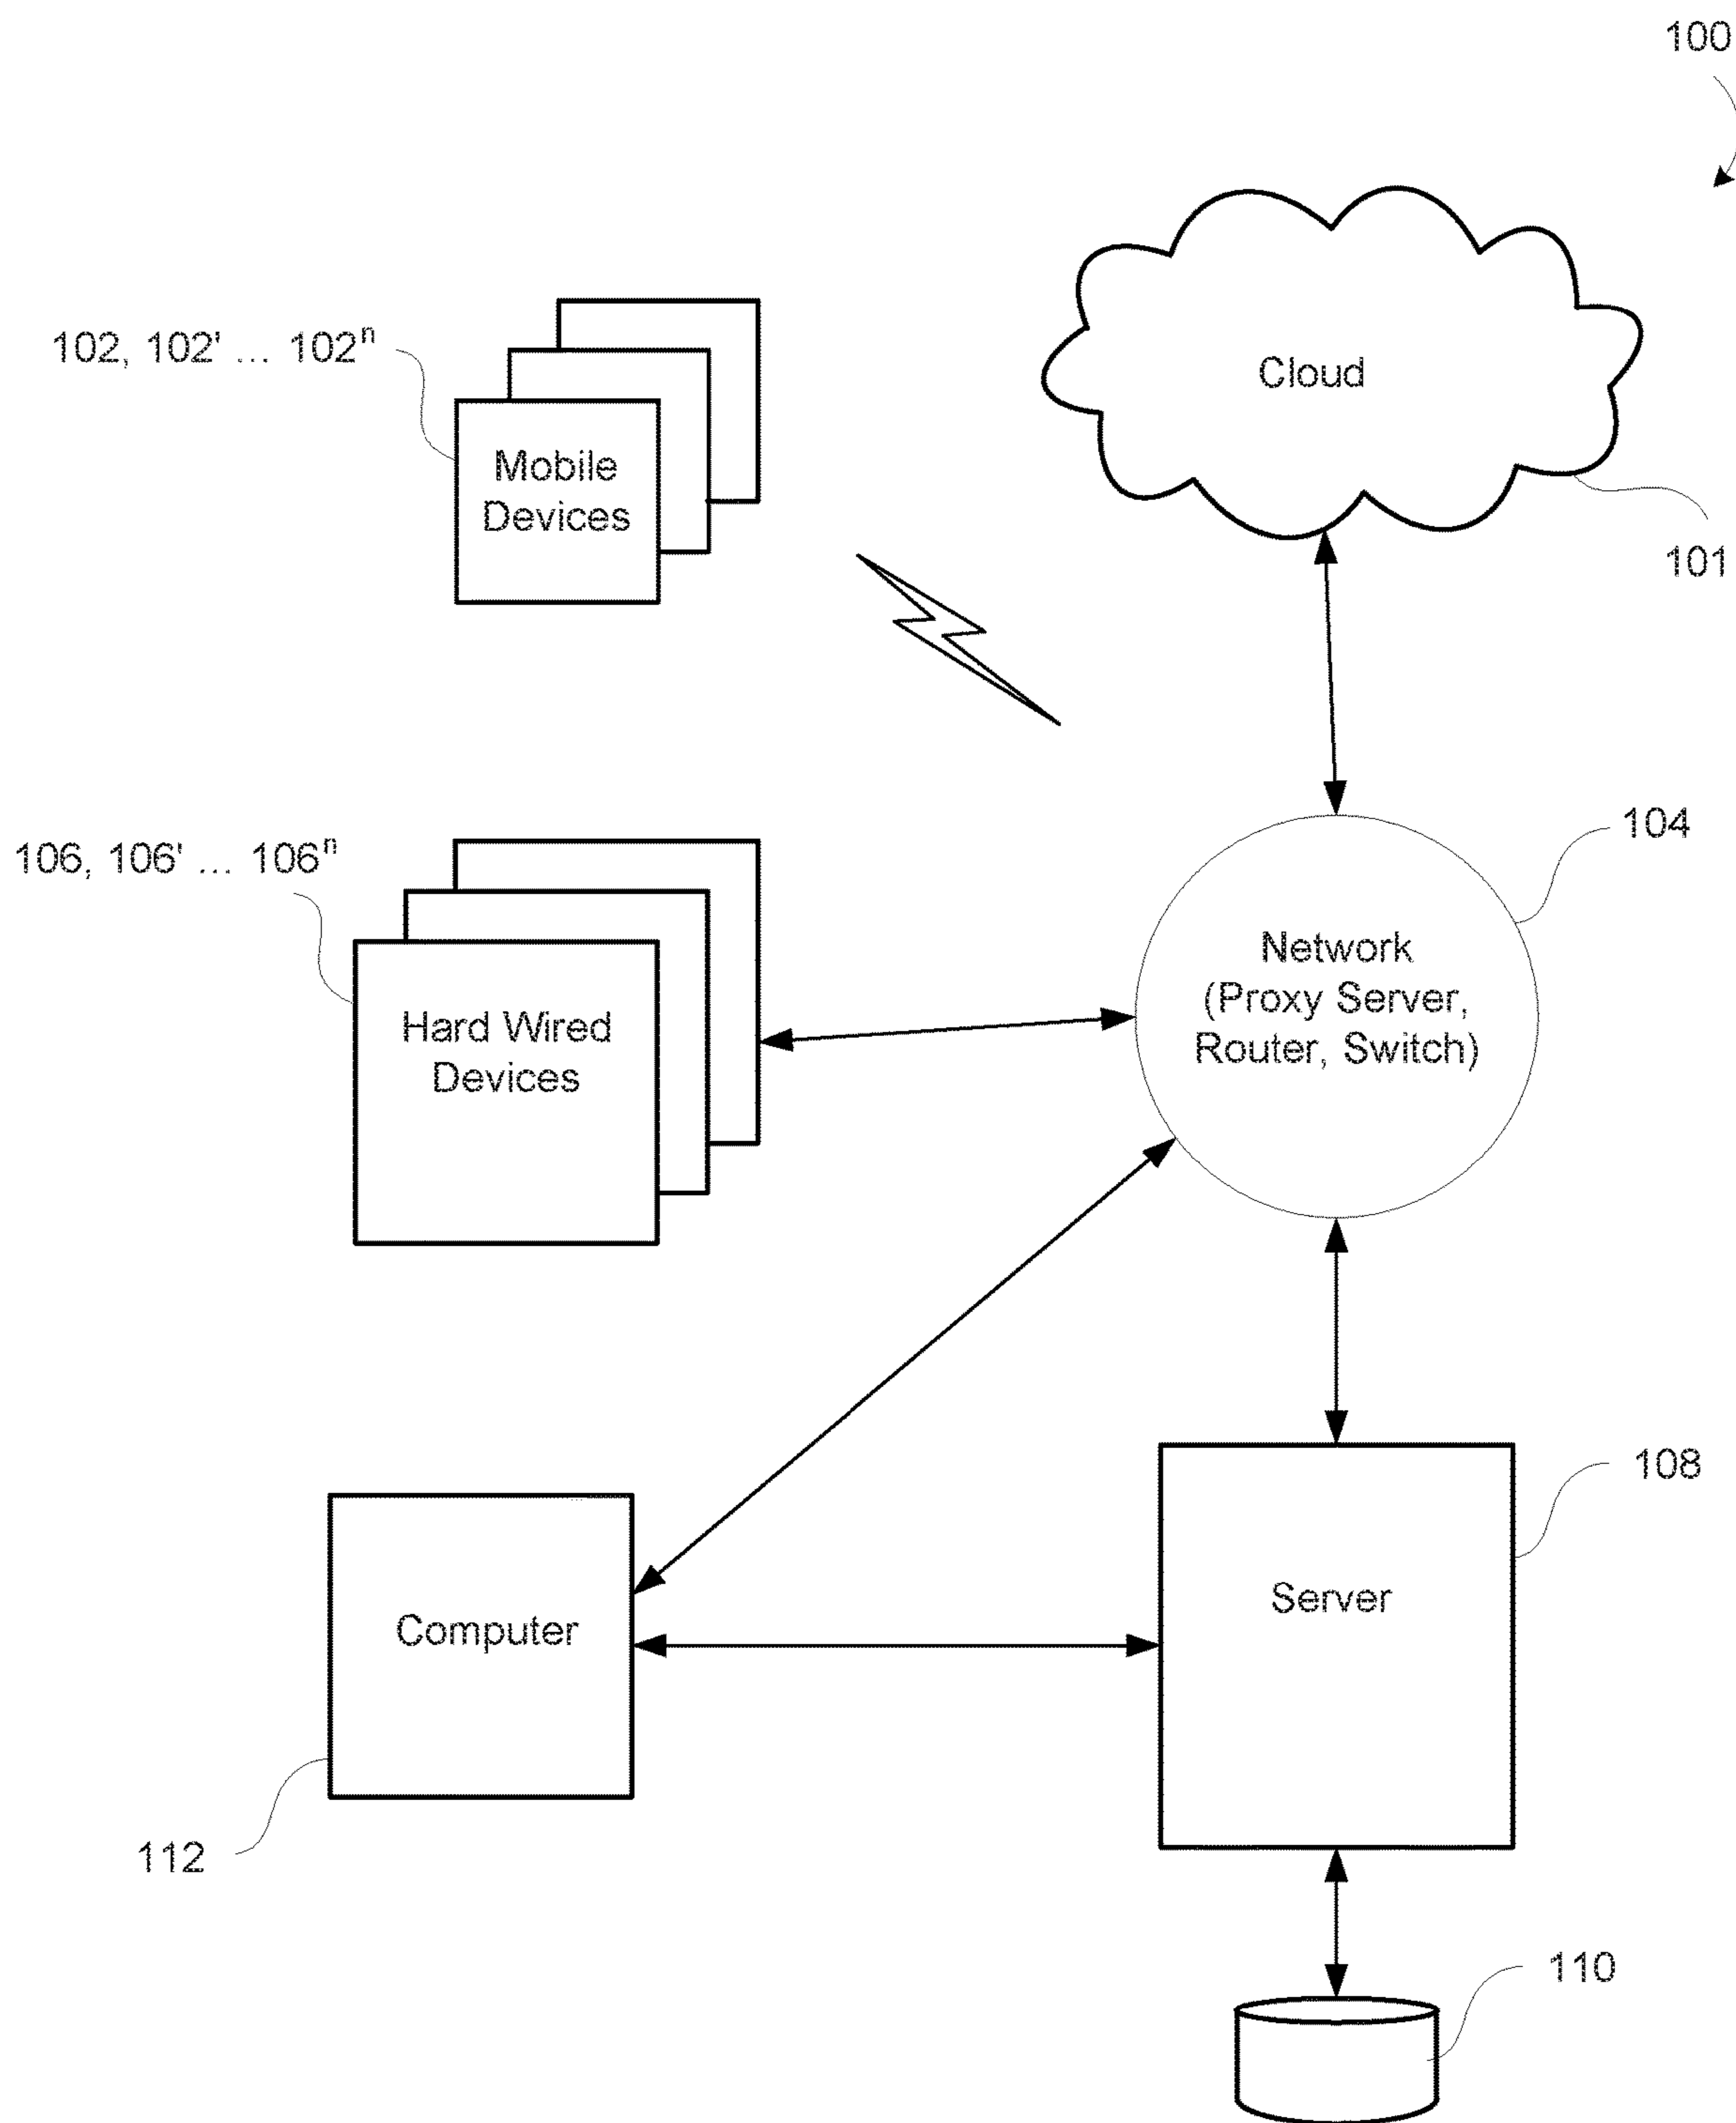 100
102, 102' ... 102ⁿ
Cloud
Mobile
Devices
101
104
106, 106' ... 106ⁿ
Network
(Proxy Server,
Router, Switch)
Hard Wired
Devices
108
Server
Computer
112
110